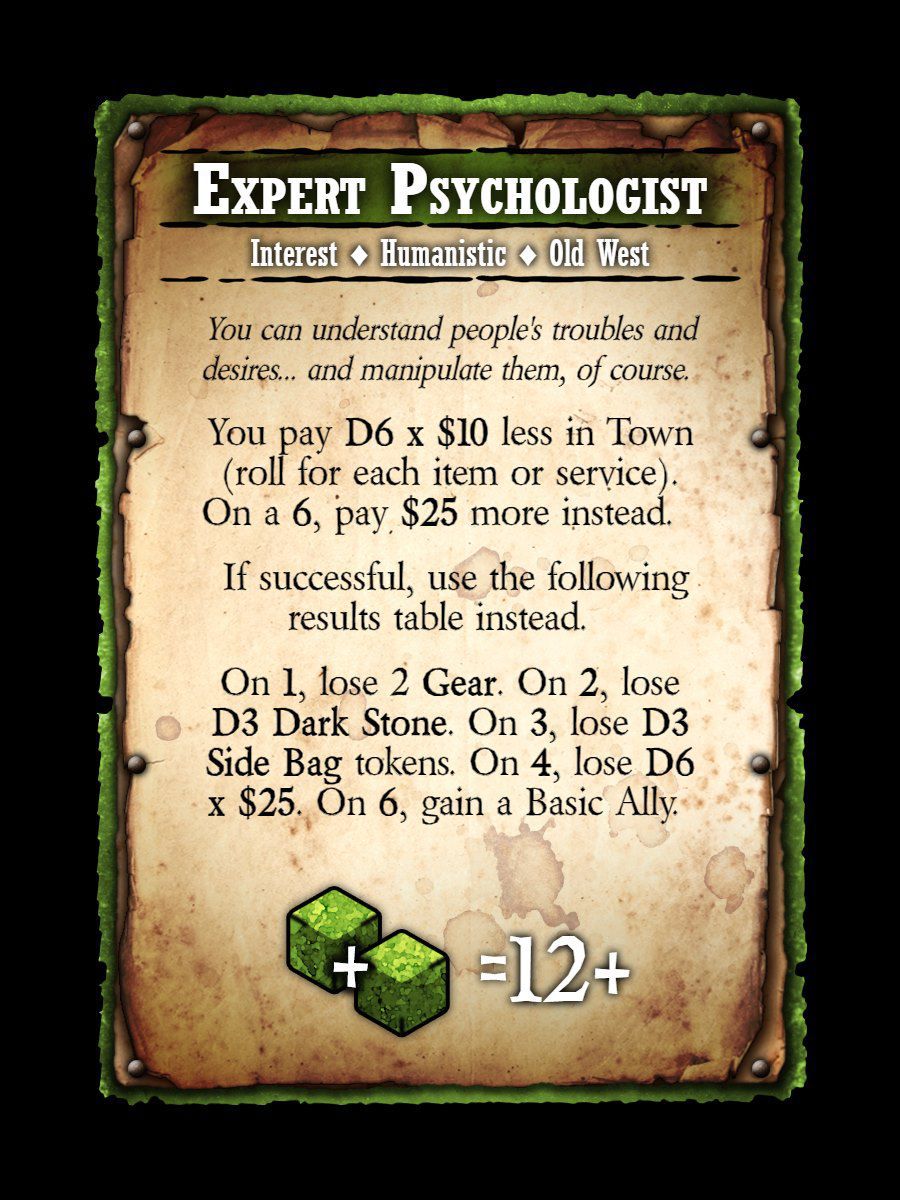 Expert Psychologist
Interest ♦ Humanistic ♦ Old West
You can understand people's troubles and
desires... and manipulate them, of course.
You pay D6 x $10 less in Town
(roll for each item or service).
On a 6, pay $25 more instead.
If successful, use the following
results table instead.
On 1, lose 2 Gear. On 2, lose
D3 Dark Stone. On 3, lose D3
Side Bag tokens. On 4, lose D6
x $25. On 6, gain a Basic Ally.
+ =12+